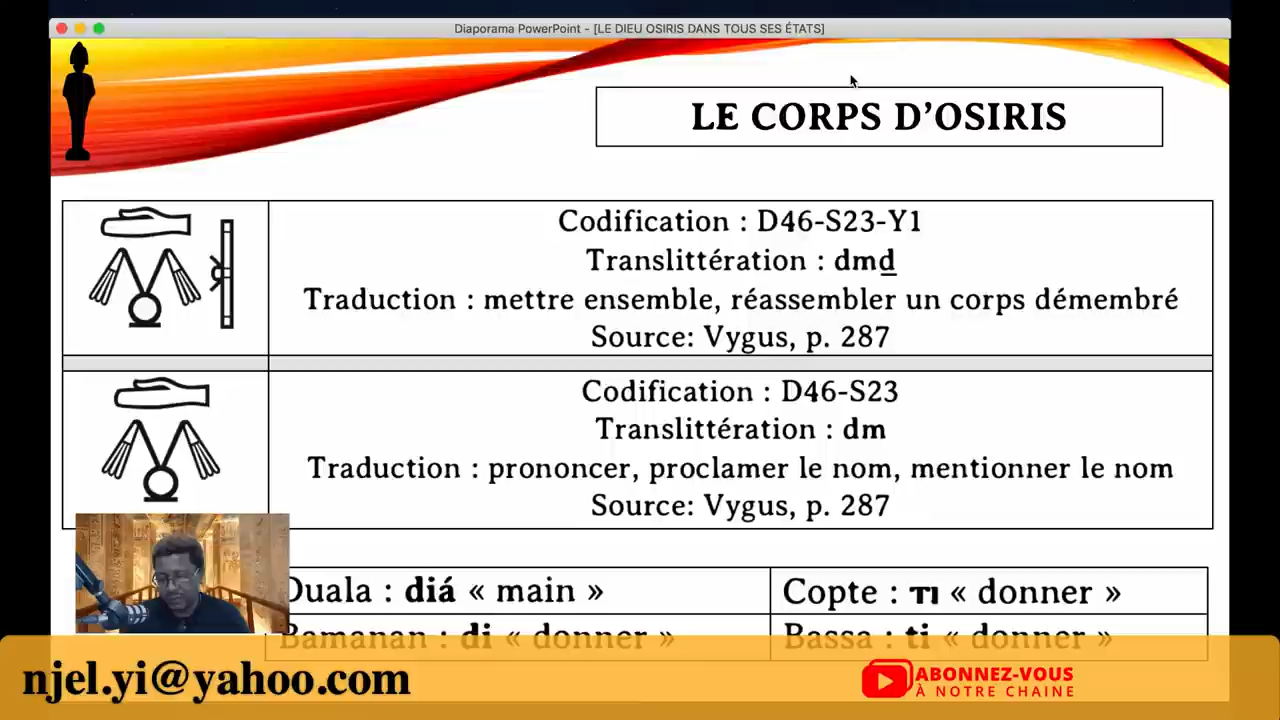 Diaporama PowerPoint - [LE DIEU OSIRIS DANS TOUS SES ÉTATS]
LE CORPS D’OSIRIS
Codification : D46-S23-Y1
Translittération : dmd
Traduction : mettre ensemble, réassembler un corps démembré
Source: Vygus, p. 287
Codification : D46-S23
Translittération : dm
Traduction : prononcer, proclamer le nom, mentionner le nom
Source: Vygus, p. 287
Duala : diá « main »
Copte : ϯⲓ « donner »
Bamanan : di « donner »
Bassa : ti « donner »
njel.yi@yahoo.com
ABONNEZ-VOUS
À NOTRE CHAINE